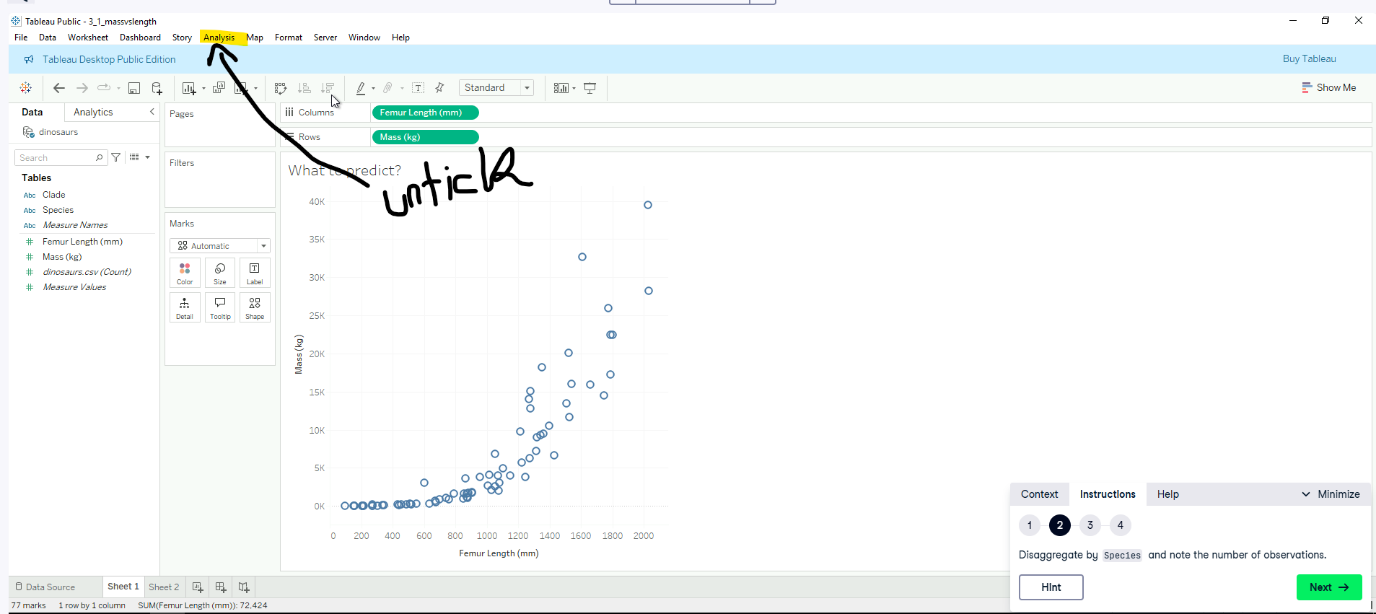 Tableau Public - 3_1_massvslength
File Data Worksheet Dashboard Story Analysis Map Format Server Window Help
Tableau Desktop Public Edition Buy Tableau
Standard Show Me
Data Analytics
dinosaurs
Search
Tables
Abc Clade
Abc Species
Abc Measure Names
# Femur Length (mm)
# Mass (kg)
# dinosaurs.csv (Count)
# Measure Values
Pages
Filters
Marks
Automatic
Color Size Label
Detail Tooltip Shape
Columns Femur Length (mm)
Rows Mass (kg)
What to predict?
untick
40K
35K
30K
25K
20K
15K
10K
5K
0K
Mass (kg)
0 200 400 600 800 1000 1200 1400 1600 1800 2000
Femur Length (mm)
Context Instructions Help Minimize
1 2 3 4
Disaggregate by Species and note the number of observations.
Hint Next →
Data Source Sheet 1 Sheet 2
77 marks 1 row by 1 column SUM(Femur Length (mm)): 72,424